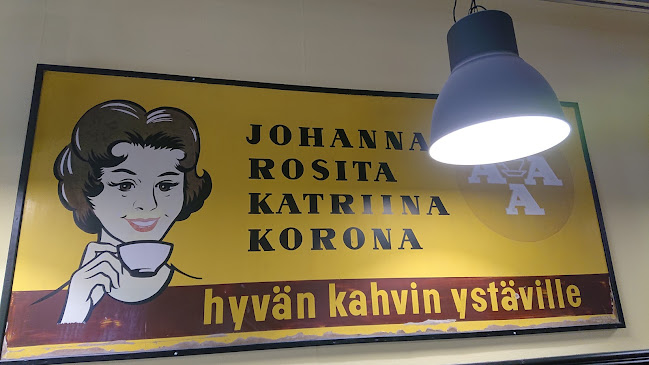 JOHANNA
ROSITA
KATRIINA
KORONA
A A
A
hyvän kahvin ystäville